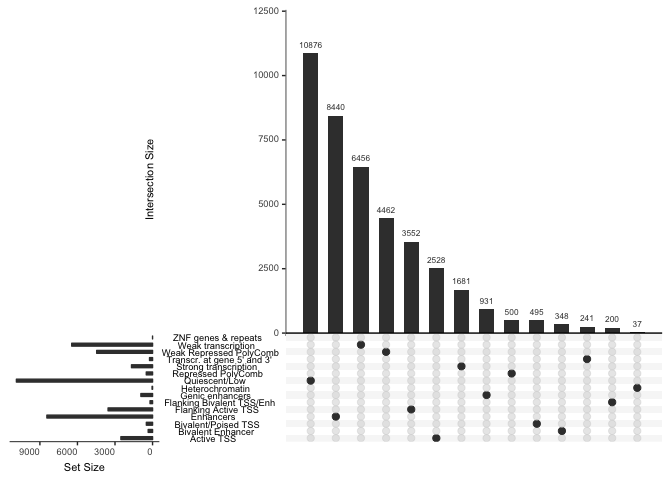 12500
10000
7500
5000
2500
0
Intersection Size
10876
8440
6456
4462
3552
2528
1681
931
500
495
348
241
200
37
ZNF genes & repeats
Weak transcription
Weak Repressed PolyComb
Transcr. at gene 5' and 3'
Strong transcription
Repressed PolyComb
Quiescent/Low
Heterochromatin
Genic enhancers
Flanking Bivalent TSS/Enh
Flanking Active TSS
Enhancers
Bivalent/Poised TSS
Bivalent Enhancer
Active TSS
9000 6000 3000 0
Set Size